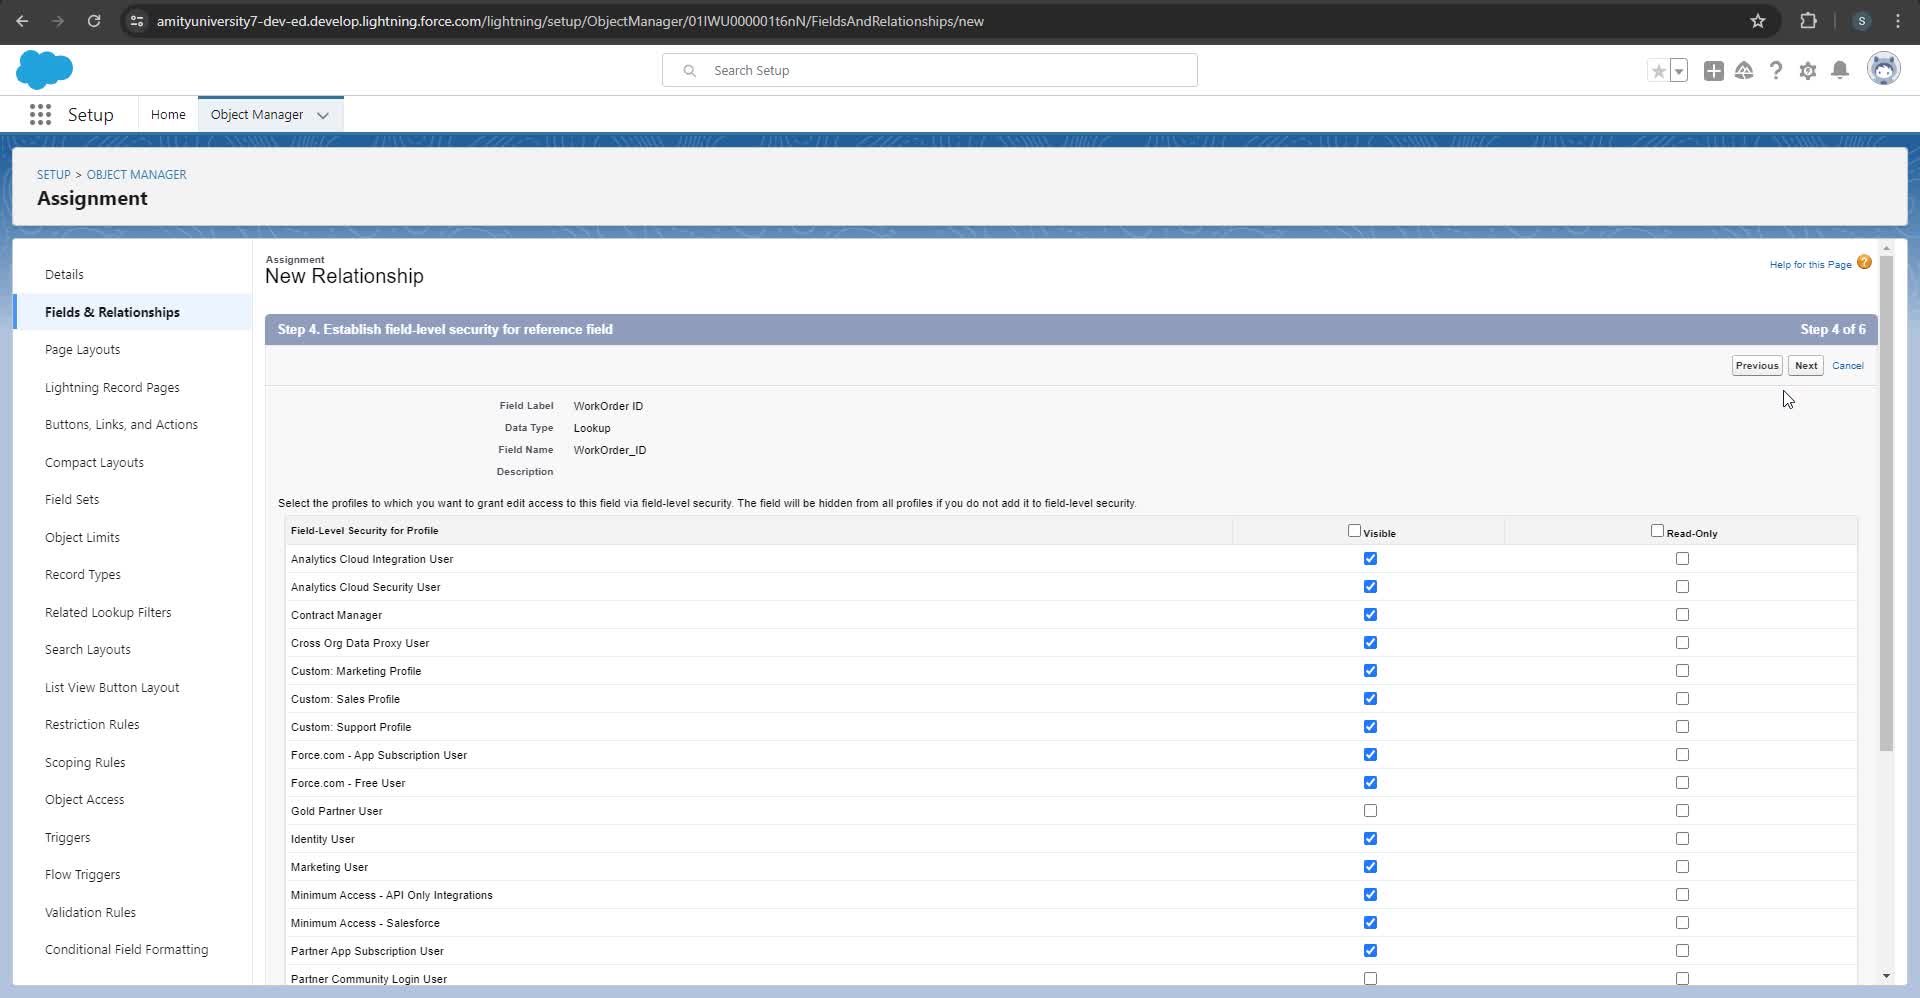 amityuniversity7-dev-ed.develop.lightning.force.com/lightning/setup/ObjectManager/01IWU000001t6nN/FieldsAndRelationships/new
S
Search Setup
Setup
Home
Object Manager
SETUP > OBJECT MANAGER
Assignment
Details
Fields & Relationships
Page Layouts
Lightning Record Pages
Buttons, Links, and Actions
Compact Layouts
Field Sets
Object Limits
Record Types
Related Lookup Filters
Search Layouts
List View Button Layout
Restriction Rules
Scoping Rules
Object Access
Triggers
Flow Triggers
Validation Rules
Conditional Field Formatting
Assignment
New Relationship
Help for this Page ?
Step 4. Establish field-level security for reference field
Step 4 of 6
Previous Next Cancel
Field Label WorkOrder ID
Data Type Lookup
Field Name WorkOrder_ID
Description
Select the profiles to which you want to grant edit access to this field via field-level security. The field will be hidden from all profiles if you do not add it to field-level security.
Field-Level Security for Profile Visible Read-Only
Analytics Cloud Integration User
Analytics Cloud Security User
Contract Manager
Cross Org Data Proxy User
Custom: Marketing Profile
Custom: Sales Profile
Custom: Support Profile
Force.com - App Subscription User
Force.com - Free User
Gold Partner User
Identity User
Marketing User
Minimum Access - API Only Integrations
Minimum Access - Salesforce
Partner App Subscription User
Partner Community Login User